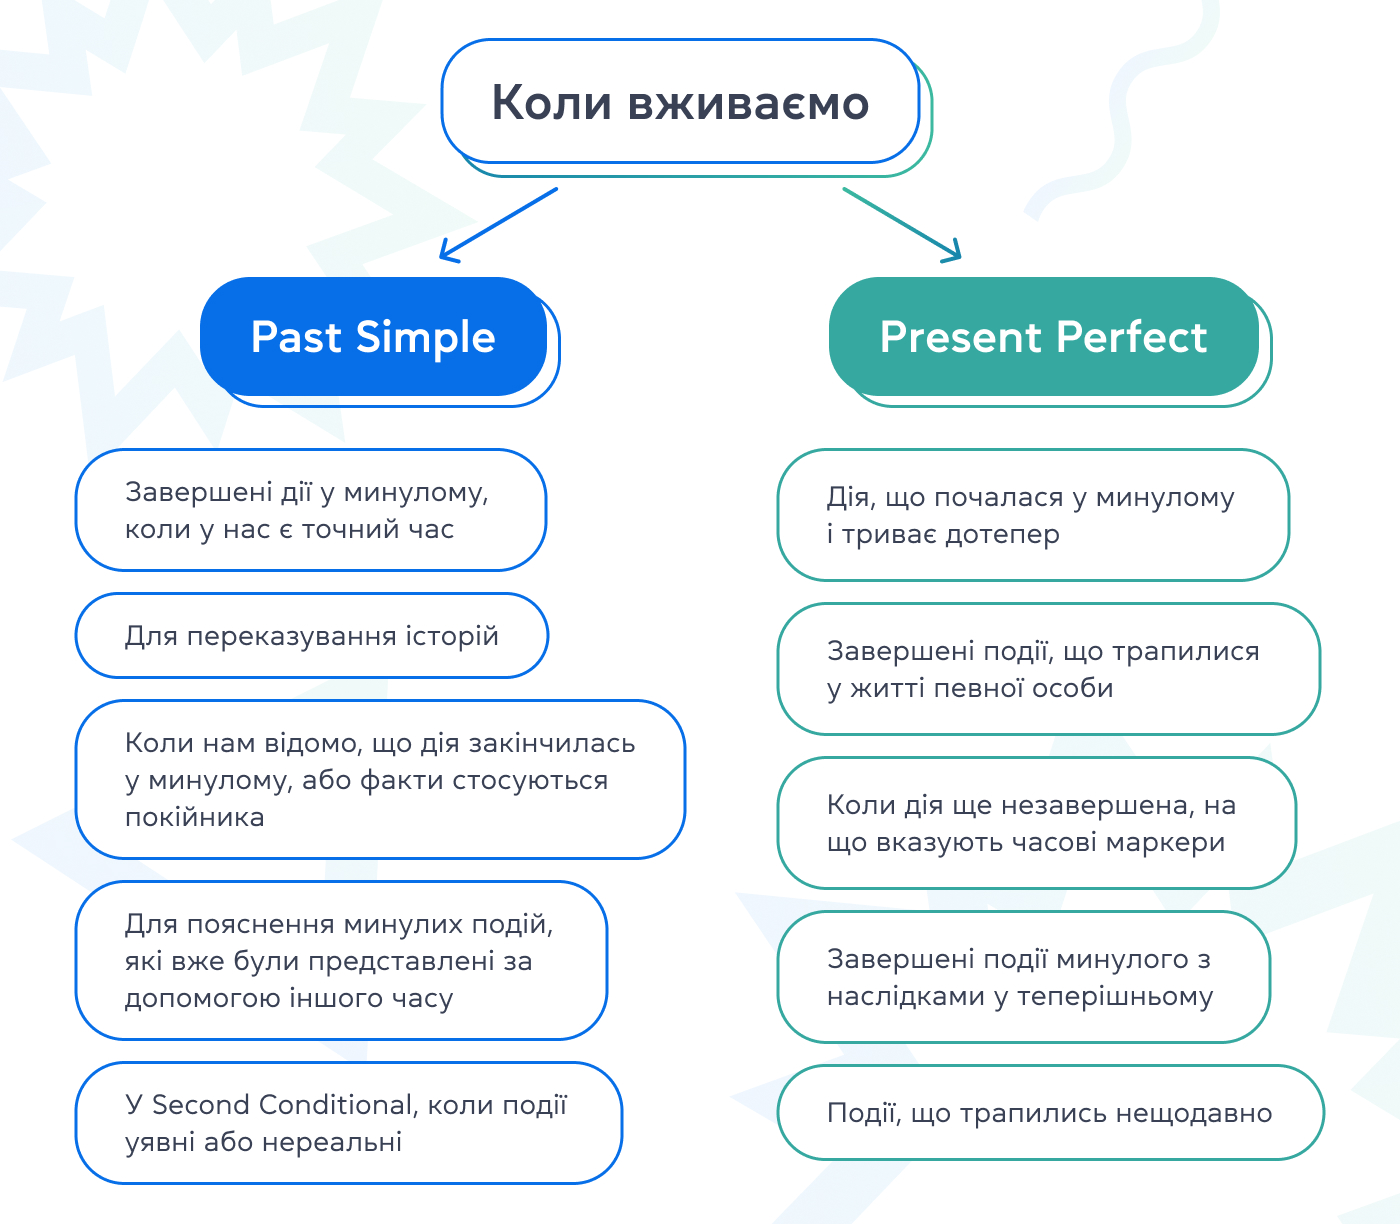 Коли вживаємо
Past Simple
Завершені дії у минулому,
коли у нас є точний час
Для переказування історій
Коли нам відомо, що дія закінчилась
у минулому, або факти стосуються
покійника
Для пояснення минулих подій,
які вже були представлені за
допомогою іншого часу
У Second Conditional, коли події
уявні або нереальні
Present Perfect
Дія, що почалася у минулому
і триває дотепер
Завершені події, що трапилися
у житті певної особи
Коли дія ще незавершена, на
що вказують часові маркери
Завершені події минулого з
наслідками у теперішньому
Події, що трапились нещодавно